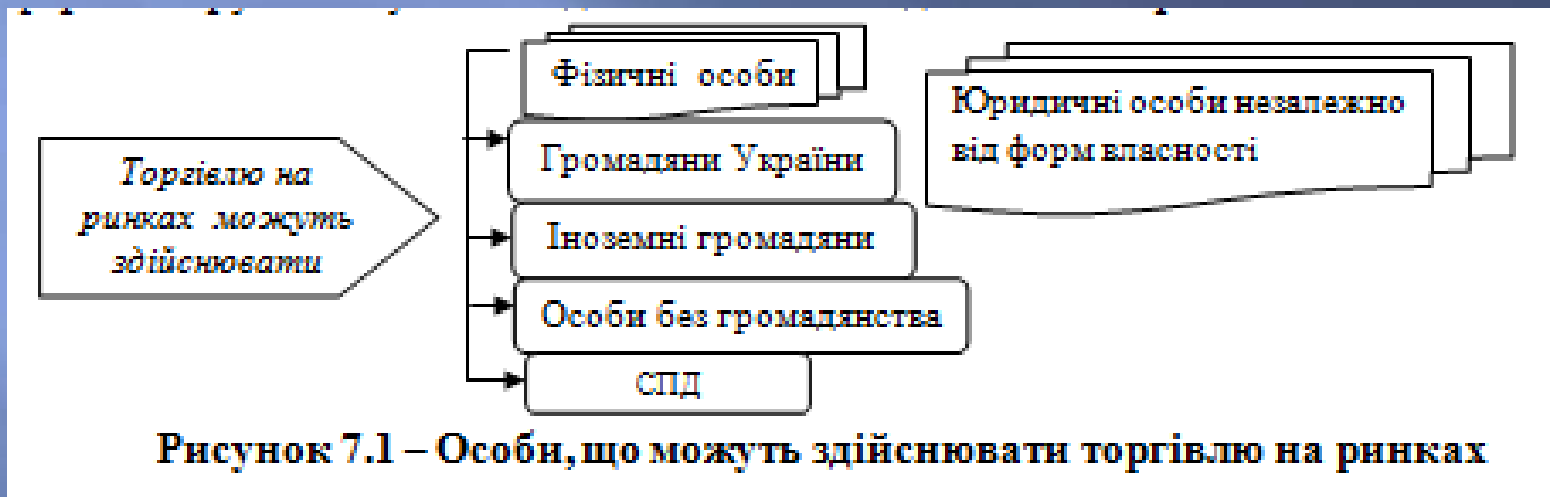 Торгівлю на
ринках можуть
здійснювати
Фізичні особи
Громадяни України
Іноземні громадяни
Особи без громадянства
СПД
Юридичні особи незалежно
від форм власності
Рисунок 7.1 – Особи, що можуть здійснювати торгівлю на ринках